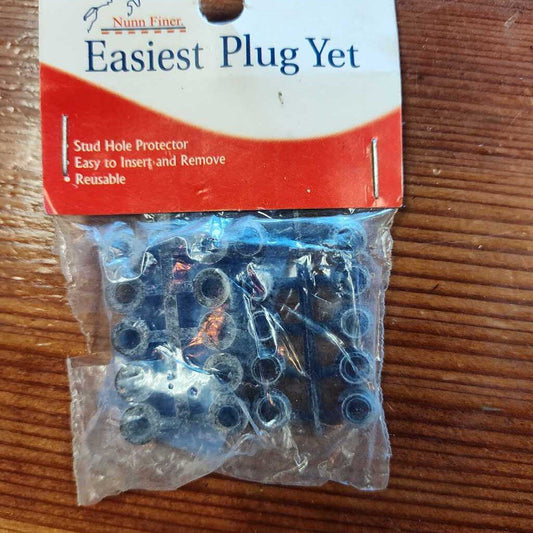 Nunn Finer.
Easiest Plug Yet
Stud Hole Protector
Easy to Insert and Remove
• Reusable